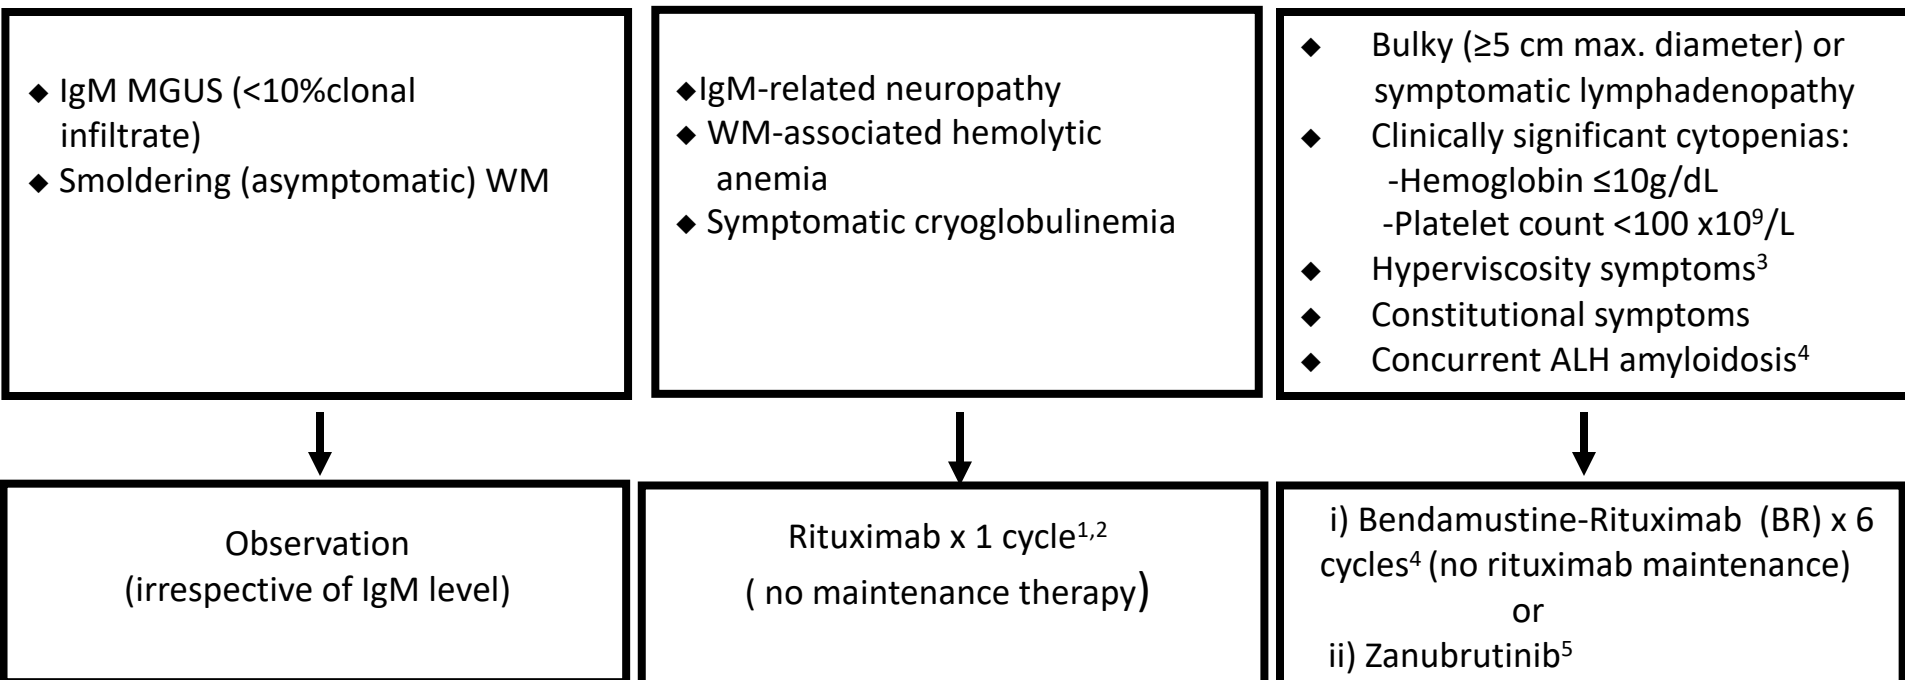 ◆ IgM MGUS (<10%clonal
infiltrate)
◆ Smoldering (asymptomatic) WM
◆IgM-related neuropathy
◆ WM-associated hemolytic
anemia
◆ Symptomatic cryoglobulinemia
◆ Bulky (≥5 cm max. diameter) or
symptomatic lymphadenopathy
◆ Clinically significant cytopenias:
-Hemoglobin ≤10g/dL
-Platelet count <100 x10⁹/L
◆ Hyperviscosity symptoms³
◆ Constitutional symptoms
◆ Concurrent ALH amyloidosis⁴
Observation
(irrespective of IgM level)
Rituximab x 1 cycle¹,²
( no maintenance therapy)
i) Bendamustine-Rituximab (BR) x 6
cycles⁴ (no rituximab maintenance)
or
ii) Zanubrutinib⁵